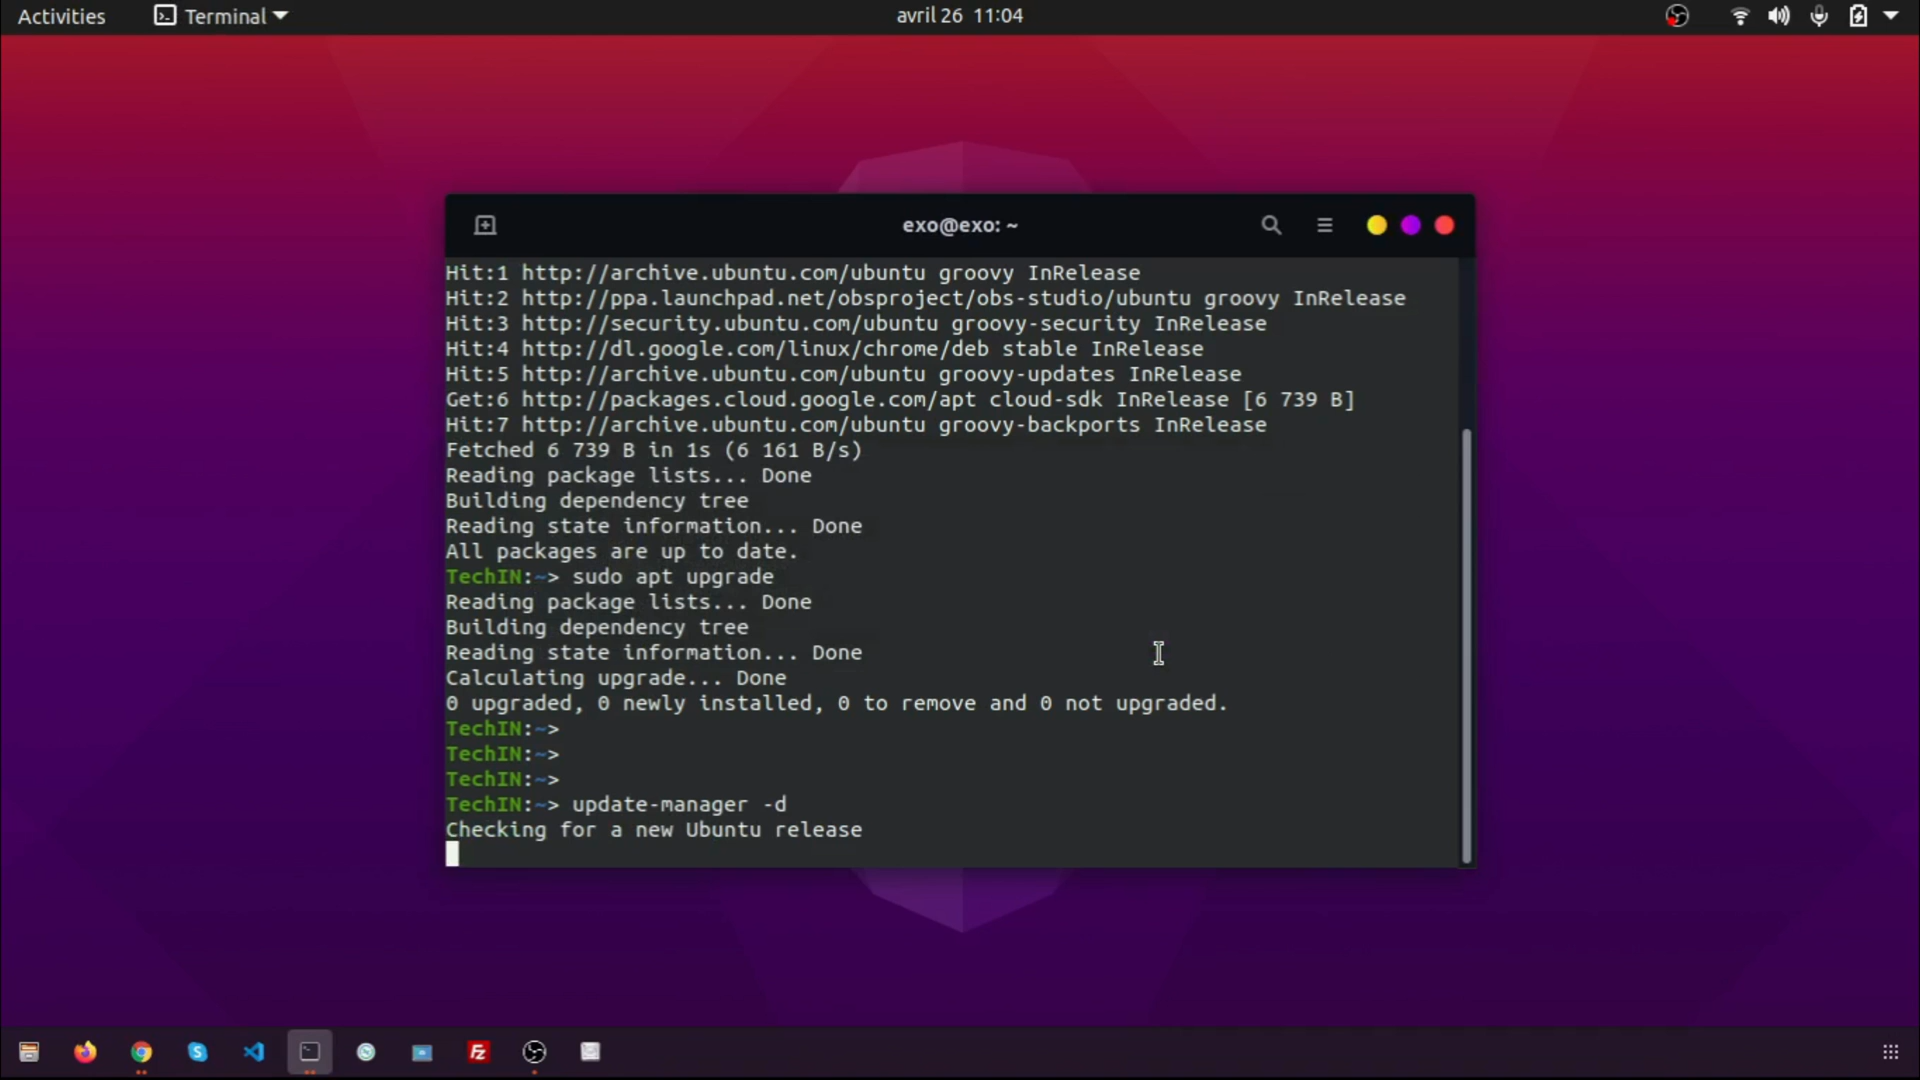 Activities
Terminal
avril 26 11:04
exo@exo: ~
Hit:1 http://archive.ubuntu.com/ubuntu groovy InRelease
Hit:2 http://ppa.launchpad.net/obsproject/obs-studio/ubuntu groovy InRelease
Hit:3 http://security.ubuntu.com/ubuntu groovy-security InRelease
Hit:4 http://dl.google.com/linux/chrome/deb stable InRelease
Hit:5 http://archive.ubuntu.com/ubuntu groovy-updates InRelease
Get:6 http://packages.cloud.google.com/apt cloud-sdk InRelease [6 739 B]
Hit:7 http://archive.ubuntu.com/ubuntu groovy-backports InRelease
Fetched 6 739 B in 1s (6 161 B/s)
Reading package lists... Done
Building dependency tree
Reading state information... Done
All packages are up to date.
TechIN:~> sudo apt upgrade
Reading package lists... Done
Building dependency tree
Reading state information... Done
Calculating upgrade... Done
0 upgraded, 0 newly installed, 0 to remove and 0 not upgraded.
TechIN:~>
TechIN:~>
TechIN:~>
TechIN:~> update-manager -d
Checking for a new Ubuntu release